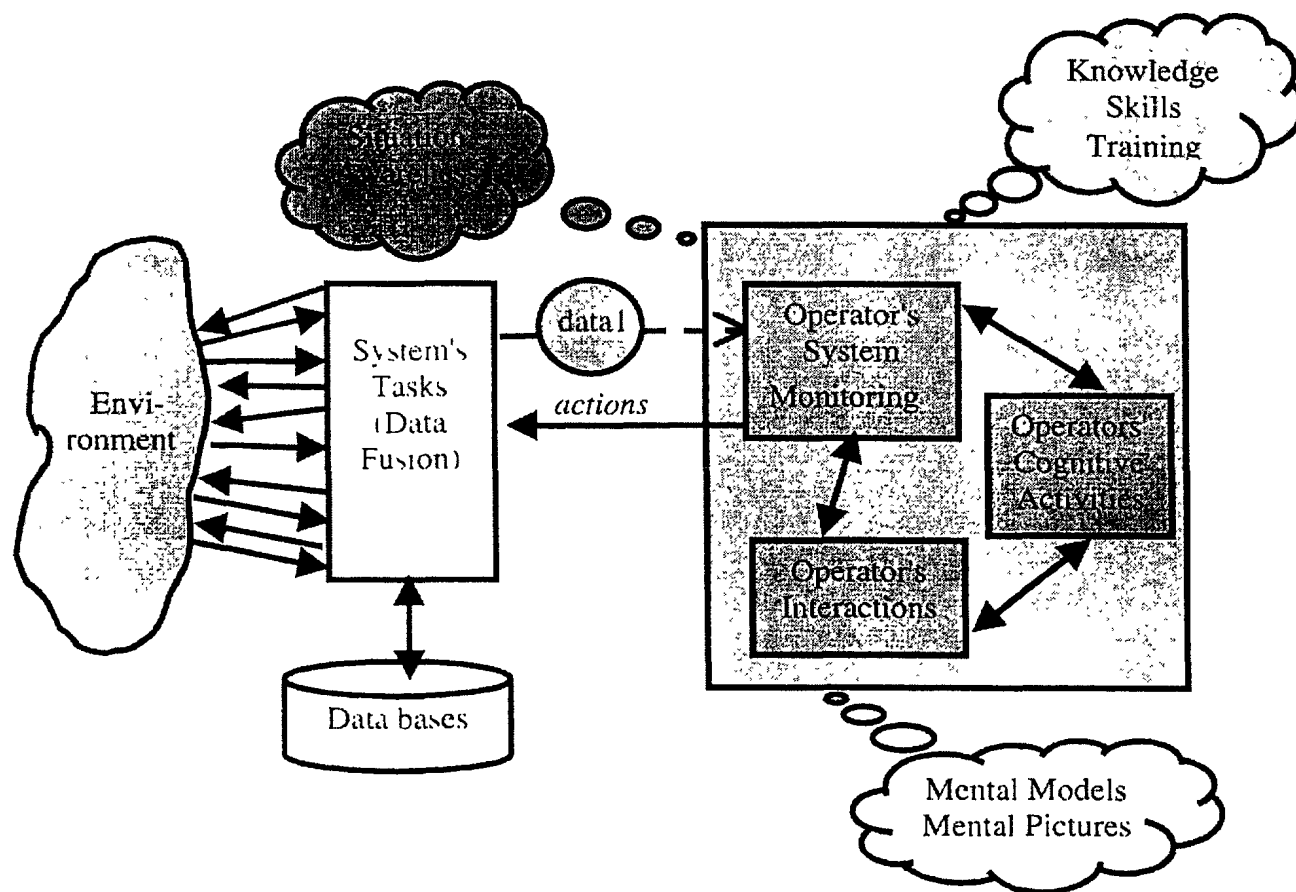 Knowledge
Skills
Training
Situation
data1
System's
Tasks
(Data
Fusion)
Operator's
System
Monitoring
Envi-
ronment
actions
Operators'
Cognitive
Activities
Operator's
Interactions
Data bases
Mental Models
Mental Pictures